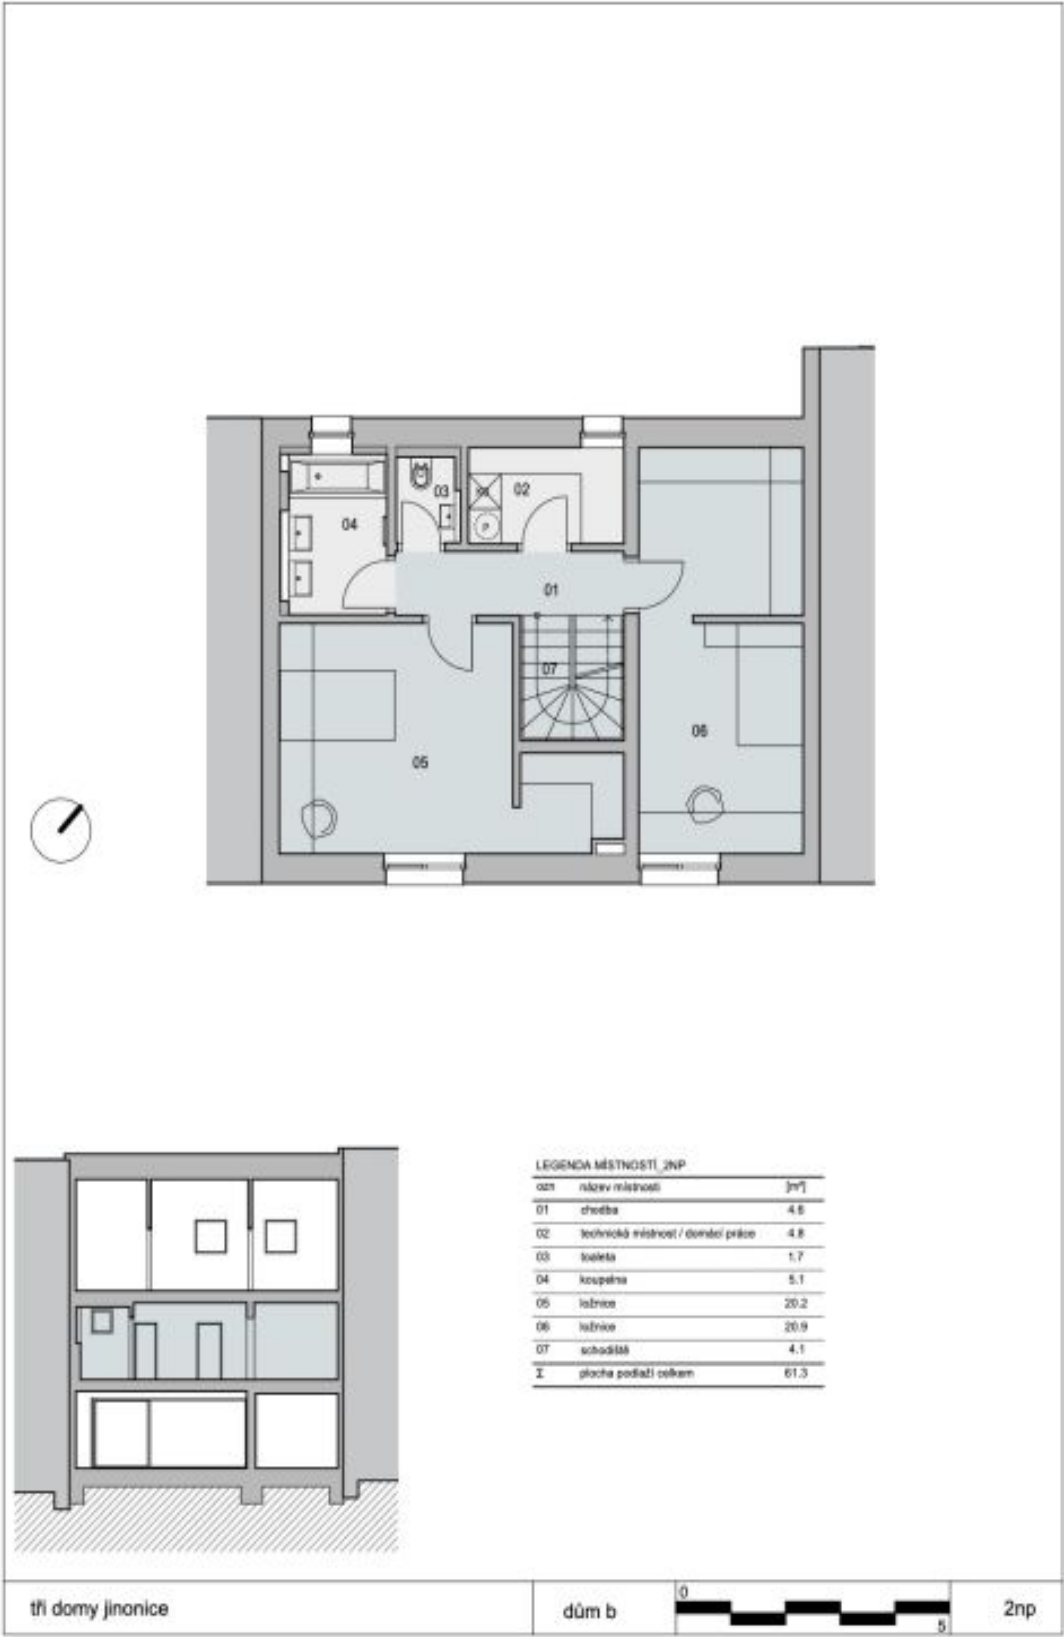 03
02
04
P
01
07
06
05
LEGENDA MÍSTNOSTÍ_2NP
ozn název místnosti [m²]
01 chodba 4.6
02 technická místnost / domácí práce 4.8
03 toaleta 1.7
04 koupelna 5.1
05 ložnice 20.2
06 ložnice 20.9
07 schodiště 4.1
Σ plocha podlaží celkem 61.3
0
tři domy jinonice dům b 2np
5